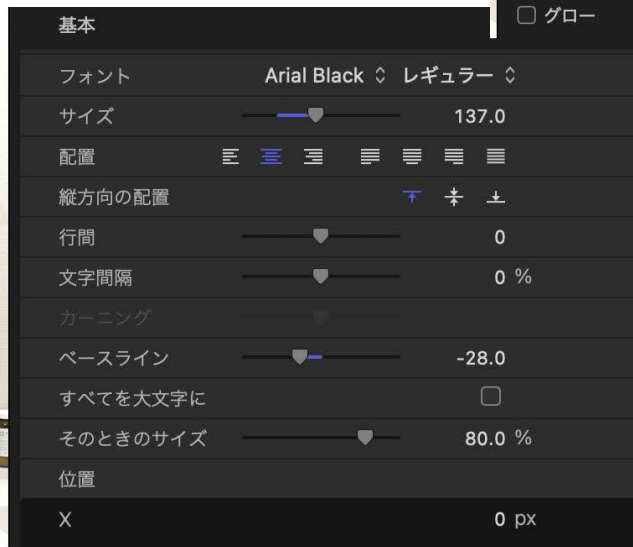 グロー
基本
フォント Arial Black レギュラー
サイズ 137.0
配置
縦方向の配置
行間 0
文字間隔 0 %
カーニング
ベースライン -28.0
すべてを大文字に
そのときのサイズ 80.0 %
位置
X 0 px